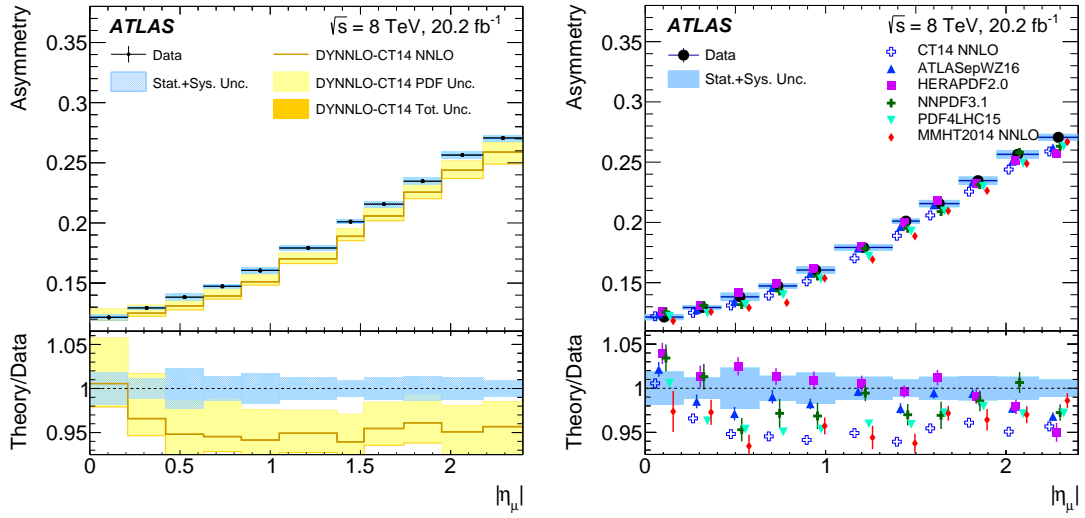 Asymmetry
ATLAS
√s = 8 TeV, 20.2 fb⁻¹
Data
Stat.+Sys. Unc.
DYNNLO-CT14 NNLO
DYNNLO-CT14 PDF Unc.
DYNNLO-CT14 Tot. Unc.
0.35
0.3
0.25
0.2
0.15
Theory/Data
1.05
1
0.95
0 0.5 1 1.5 2
|ημ|
Asymmetry
ATLAS
√s = 8 TeV, 20.2 fb⁻¹
Data
Stat.+Sys. Unc.
CT14 NNLO
ATLASepWZ16
HERAPDF2.0
NNPDF3.1
PDF4LHC15
MMHT2014 NNLO
0.35
0.3
0.25
0.2
0.15
Theory/Data
1.05
1
0.95
0 1 2
|ημ|